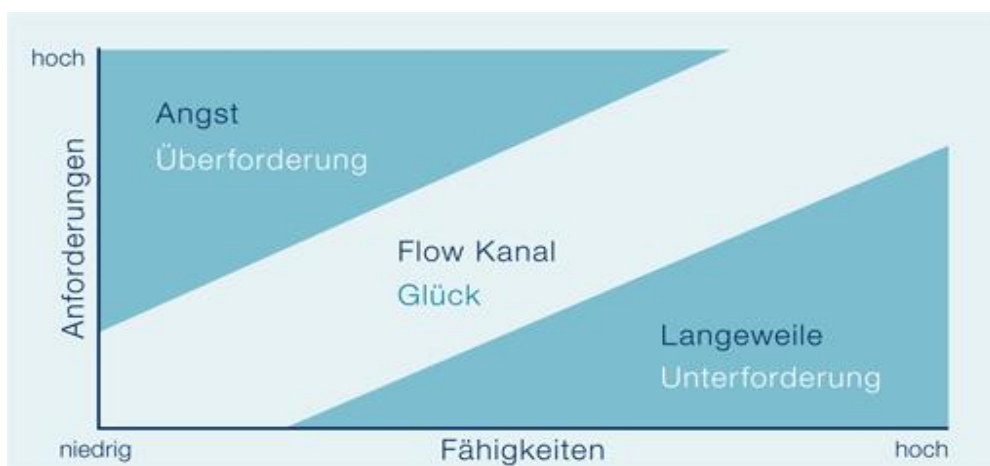 hoch
Angst
Überforderung
Anforderungen
Flow Kanal
Glück
Langeweile
Unterforderung
niedrig
Fähigkeiten
hoch